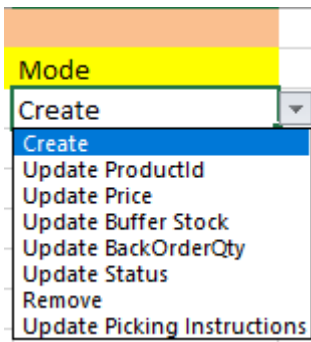 Mode
Create
Create
Update ProductId
Update Price
Update Buffer Stock
Update BackOrderQty
Update Status
Remove
Update Picking Instructions